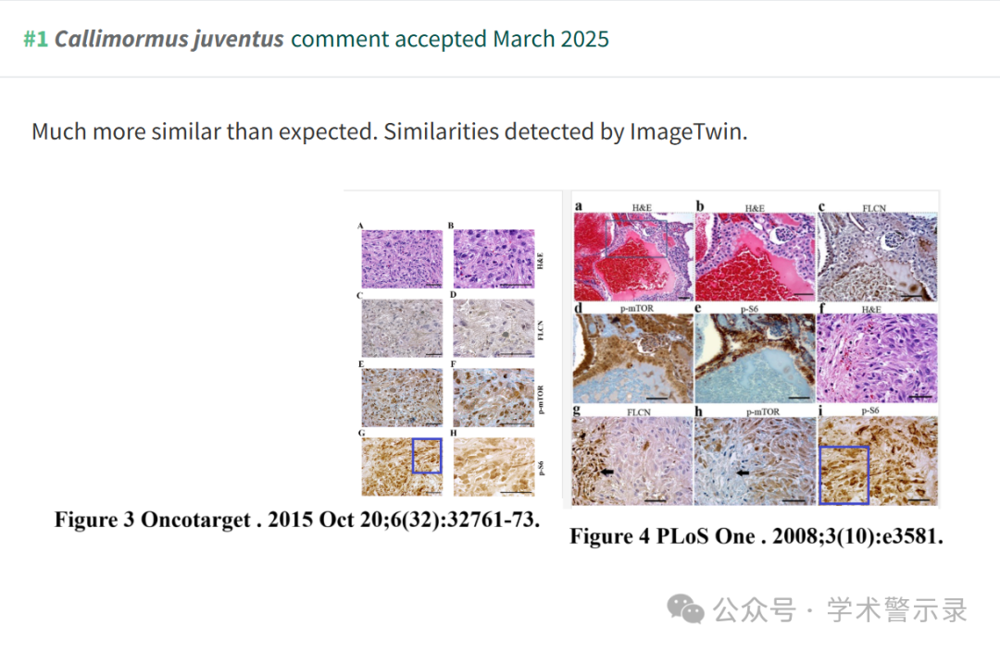 #1 Callimormus juventus comment accepted March 2025
Much more similar than expected. Similarities detected by ImageTwin.
A
B
H&E
C
D
FLCN
E
F
p-mTOR
G
H
p-S6
a H&E
b H&E
c FLCN
d p-mTOR
e p-S6
f H&E
g FLCN
h p-mTOR
i p-S6
Figure 3 Oncotarget . 2015 Oct 20;6(32):32761-73.
Figure 4 PLoS One . 2008;3(10):e3581.
公众号 · 学术警示录